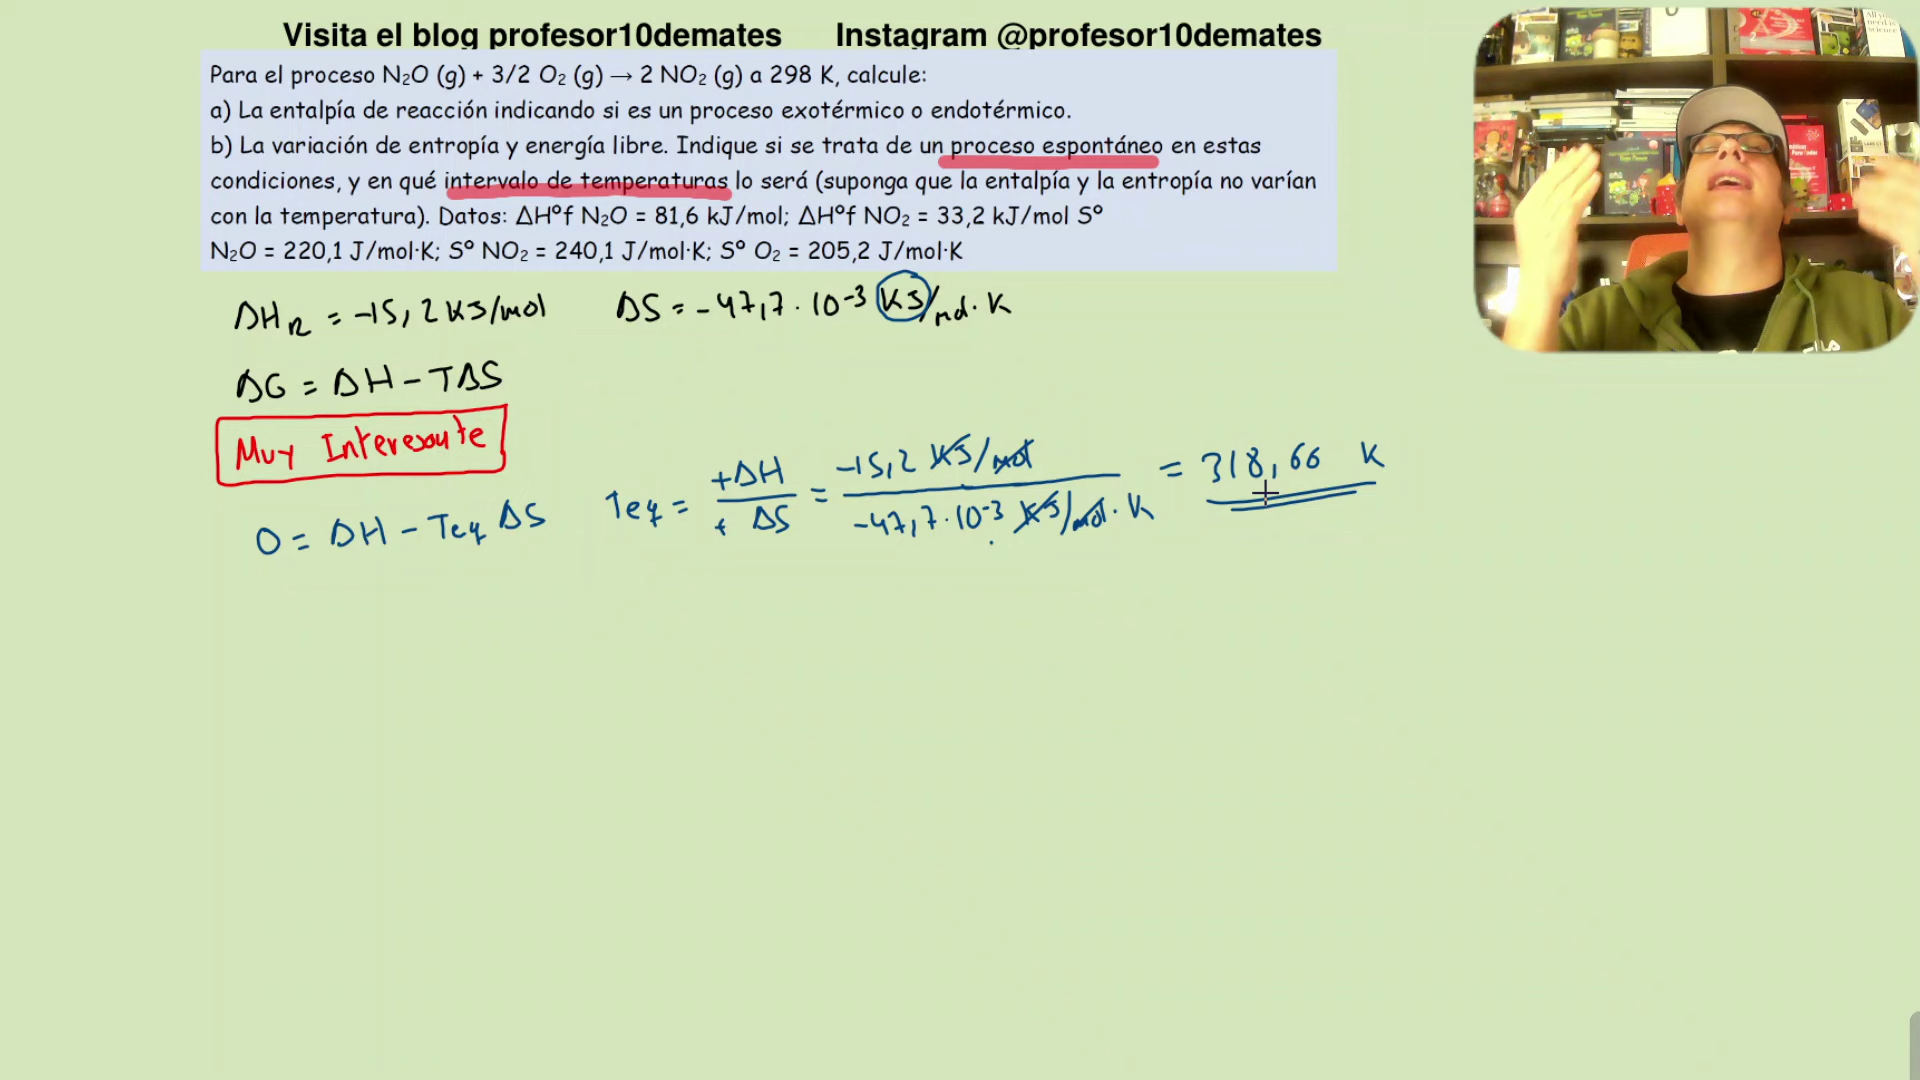 Visita el blog profesor10demates Instagram @profesor10demates
Para el proceso N₂O (g) + 3/2 O₂ (g) → 2 NO₂ (g) a 298 K, calcule:
a) La entalpía de reacción indicando si es un proceso exotérmico o endotérmico.
b) La variación de entropía y energía libre. Indique si se trata de un proceso espontáneo en estas
condiciones, y en qué intervalo de temperaturas lo será (suponga que la entalpía y la entropía no varían
con la temperatura). Datos: ΔHºf N₂O = 81,6 kJ/mol; ΔHºf NO₂ = 33,2 kJ/mol Sº
N₂O = 220,1 J/mol·K; Sº NO₂ = 240,1 J/mol·K; Sº O₂ = 205,2 J/mol·K
ΔH_R = -15,2 KJ/mol ΔS = -47,7 · 10⁻³ KJ/mol · K
ΔG = ΔH - TΔS
Muy Interesante
0 = ΔH - Teq ΔS Teq = +ΔH / + ΔS = -15,2 KJ/mol / -47,7 · 10⁻³ KJ/mol · K = 318,66 K